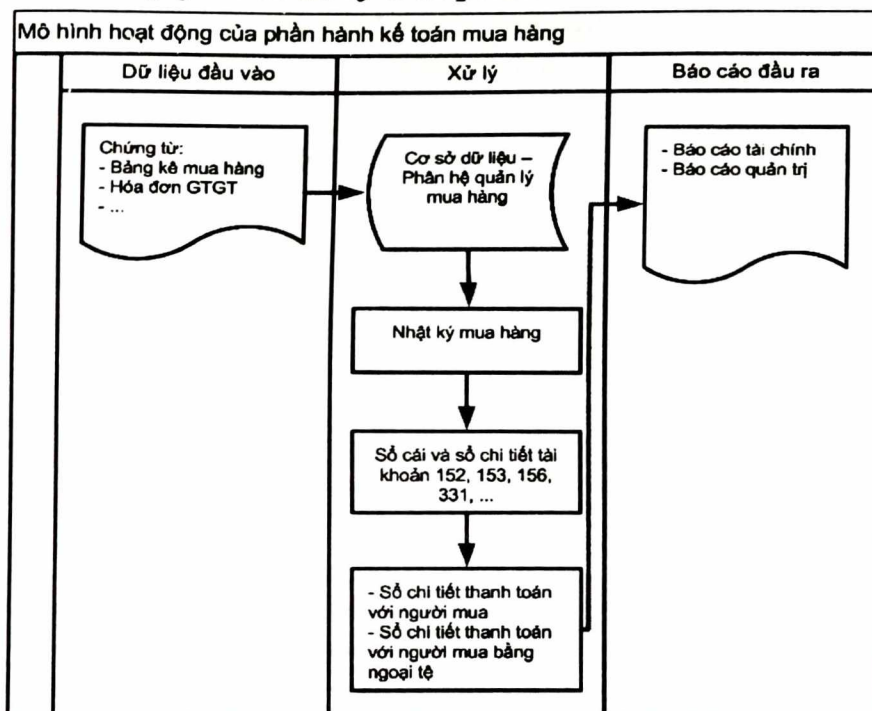 Mô hình hoạt động của phần hành kế toán mua hàng
Dữ liệu đầu vào
Xử lý
Báo cáo đầu ra
Chứng từ:
- Bảng kê mua hàng
- Hóa đơn GTGT
- ...
Cơ sở dữ liệu –
Phân hệ quản lý
mua hàng
- Báo cáo tài chính
- Báo cáo quản trị
Nhật ký mua hàng
Sổ cái và sổ chi tiết tài
khoản 152, 153, 156,
331, ...
- Sổ chi tiết thanh toán
với người mua
- Sổ chi tiết thanh toán
với người mua bằng
ngoại tệ